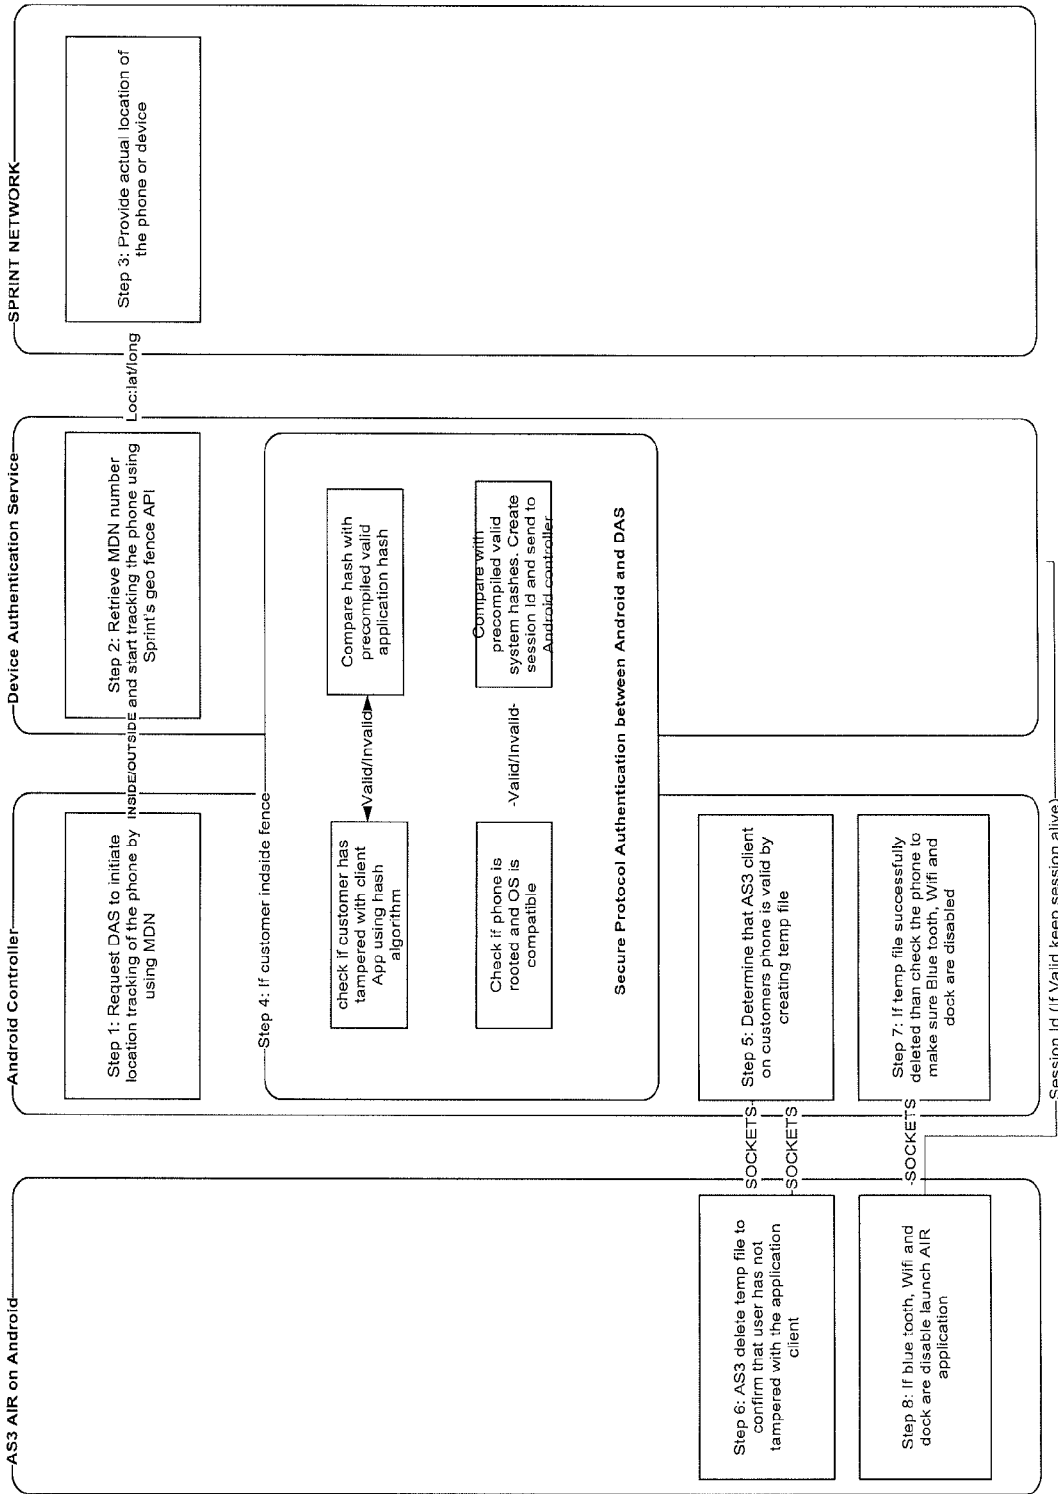 AS3 AIR on Android
Android Controller
Device Authentication Service
SPRINT NETWORK
Step 1: Request DAS to initiate
location tracking of the phone by
using MDN
INSIDE/OUTSIDE
Step 2: Retrieve MDN number
and start tracking the phone using
Sprint's geo fence API
Loc:lat/long
Step 3: Provide actual location of
the phone or device
Step 4: If customer indside fence
check if customer has
tampered with client
App using hash
algorithm
Valid/Invalid
Compare hash with
precompiled valid
application hash
Check if phone is
rooted and OS is
compatible
-Valid/Invalid-
Compare with
precompiled valid
system hashes. Create
session Id and send to
Android controller
Secure Protocol Authentication between Android and DAS
Step 6: AS3 delete temp file to
confirm that user has not
tampered with the application
client
SOCKETS
SOCKETS
Step 5: Determine that AS3 client
on customers phone is valid by
creating temp file
Step 8: If blue tooth, Wifi and
dock are disable launch AIR
application
SOCKETS
Step 7: If temp file successfully
deleted than check the phone to
make sure Blue tooth, Wifi and
dock are disabled
Session Id (If Valid keep session alive)